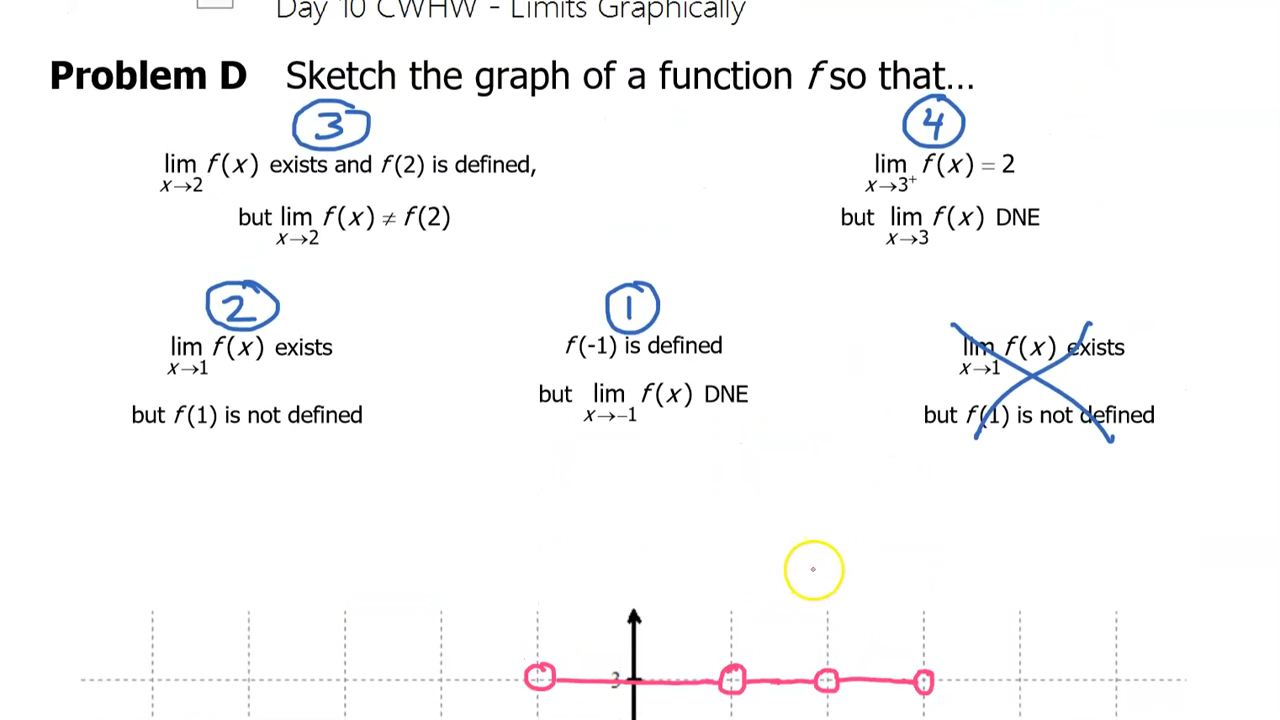 Day 10 CWHW - Limits Graphically
Problem D Sketch the graph of a function f so that...
3
lim f(x) exists and f(2) is defined,
x→2
but lim f(x) ≠ f(2)
x→2
4
lim f(x) = 2
x→3⁺
but lim f(x) DNE
x→3
2
lim f(x) exists
x→1
but f(1) is not defined
1
f(-1) is defined
but lim f(x) DNE
x→-1
lim f(x) exists
x→1
but f(1) is not defined
3